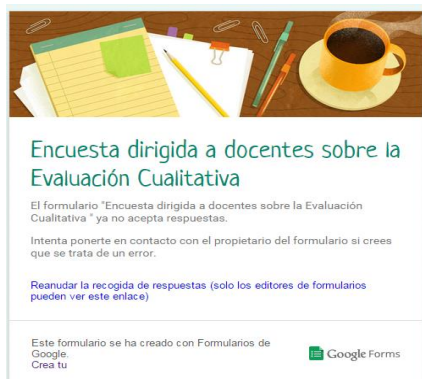 Encuesta dirigida a docentes sobre la
Evaluación Cualitativa
El formulario "Encuesta dirigida a docentes sobre la Evaluación
Cualitativa " ya no acepta respuestas.
Intenta ponerte en contacto con el propietario del formulario si crees
que se trata de un error.
Reanudar la recogida de respuestas (solo los editores de formularios
pueden ver este enlace)
Este formulario se ha creado con Formularios de
Google.
Crea tu
Google Forms